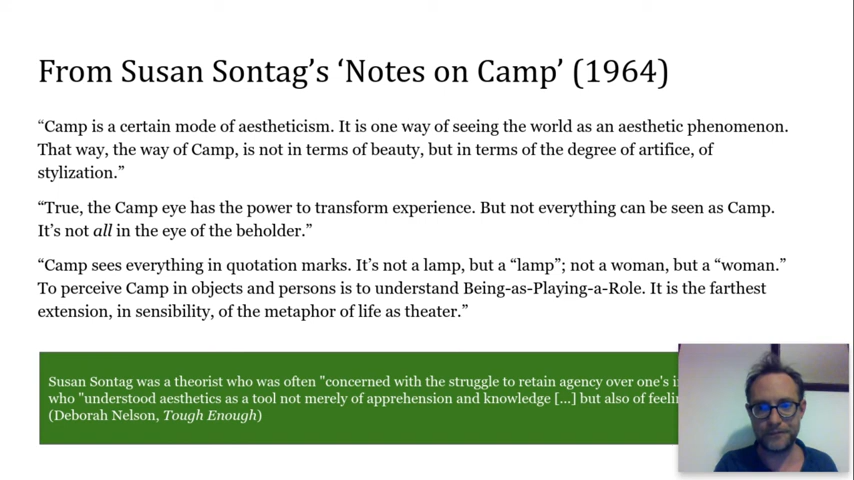 From Susan Sontag’s ‘Notes on Camp’ (1964)
“Camp is a certain mode of aestheticism. It is one way of seeing the world as an aesthetic phenomenon.
That way, the way of Camp, is not in terms of beauty, but in terms of the degree of artifice, of
stylization.”
“True, the Camp eye has the power to transform experience. But not everything can be seen as Camp.
It’s not all in the eye of the beholder.”
“Camp sees everything in quotation marks. It’s not a lamp, but a “lamp”; not a woman, but a “woman.”
To perceive Camp in objects and persons is to understand Being-as-Playing-a-Role. It is the farthest
extension, in sensibility, of the metaphor of life as theater.”
Susan Sontag was a theorist who was often "concerned with the struggle to retain agency over one's
who "understood aesthetics as a tool not merely of apprehension and knowledge [...] but also of
(Deborah Nelson, Tough Enough)